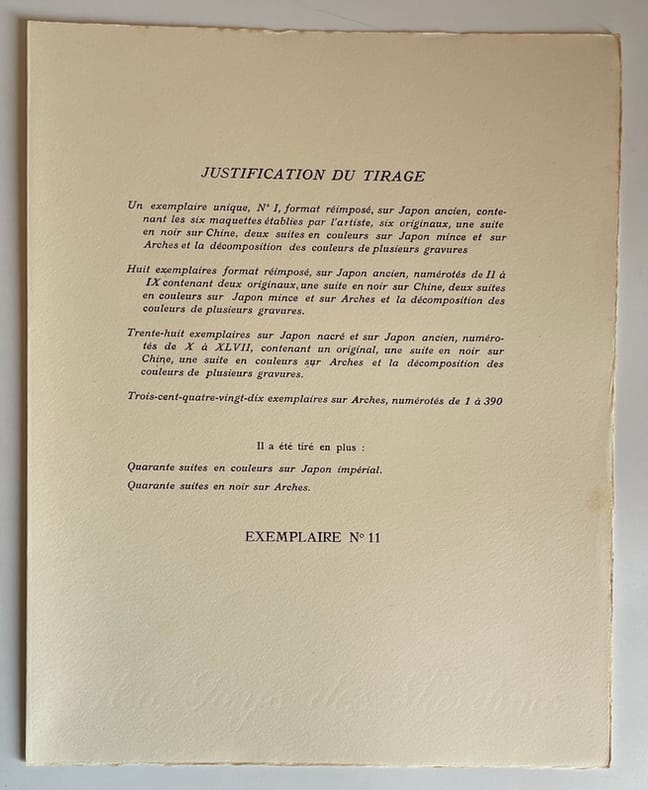 JUSTIFICATION DU TIRAGE
Un exemplaire unique, N° I, format réimposé, sur Japon ancien, conte-
nant les six maquettes établies par l'artiste, six originaux, une suite
en noir sur Chine, deux suites en couleurs sur Japon mince et sur
Arches et la décomposition des couleurs de plusieurs gravures
Huit exemplaires format réimposé, sur Japon ancien, numérotés de II à
IX contenant deux originaux, une suite en noir sur Chine, deux suites
en couleurs sur Japon mince et sur Arches et la décomposition des
couleurs de plusieurs gravures.
Trente-huit exemplaires sur Japon nacré et sur Japon ancien, numéro-
tés de X à XLVII, contenant un original, une suite en noir sur
Chine, une suite en couleurs sur Arches et la décomposition des
couleurs de plusieurs gravures.
Trois-cent-quatre-vingt-dix exemplaires sur Arches, numérotés de 1 à 390
Il a été tiré en plus :
Quarante suites en couleurs sur Japon impérial.
Quarante suites en noir sur Arches.
EXEMPLAIRE N° 11
Pays des